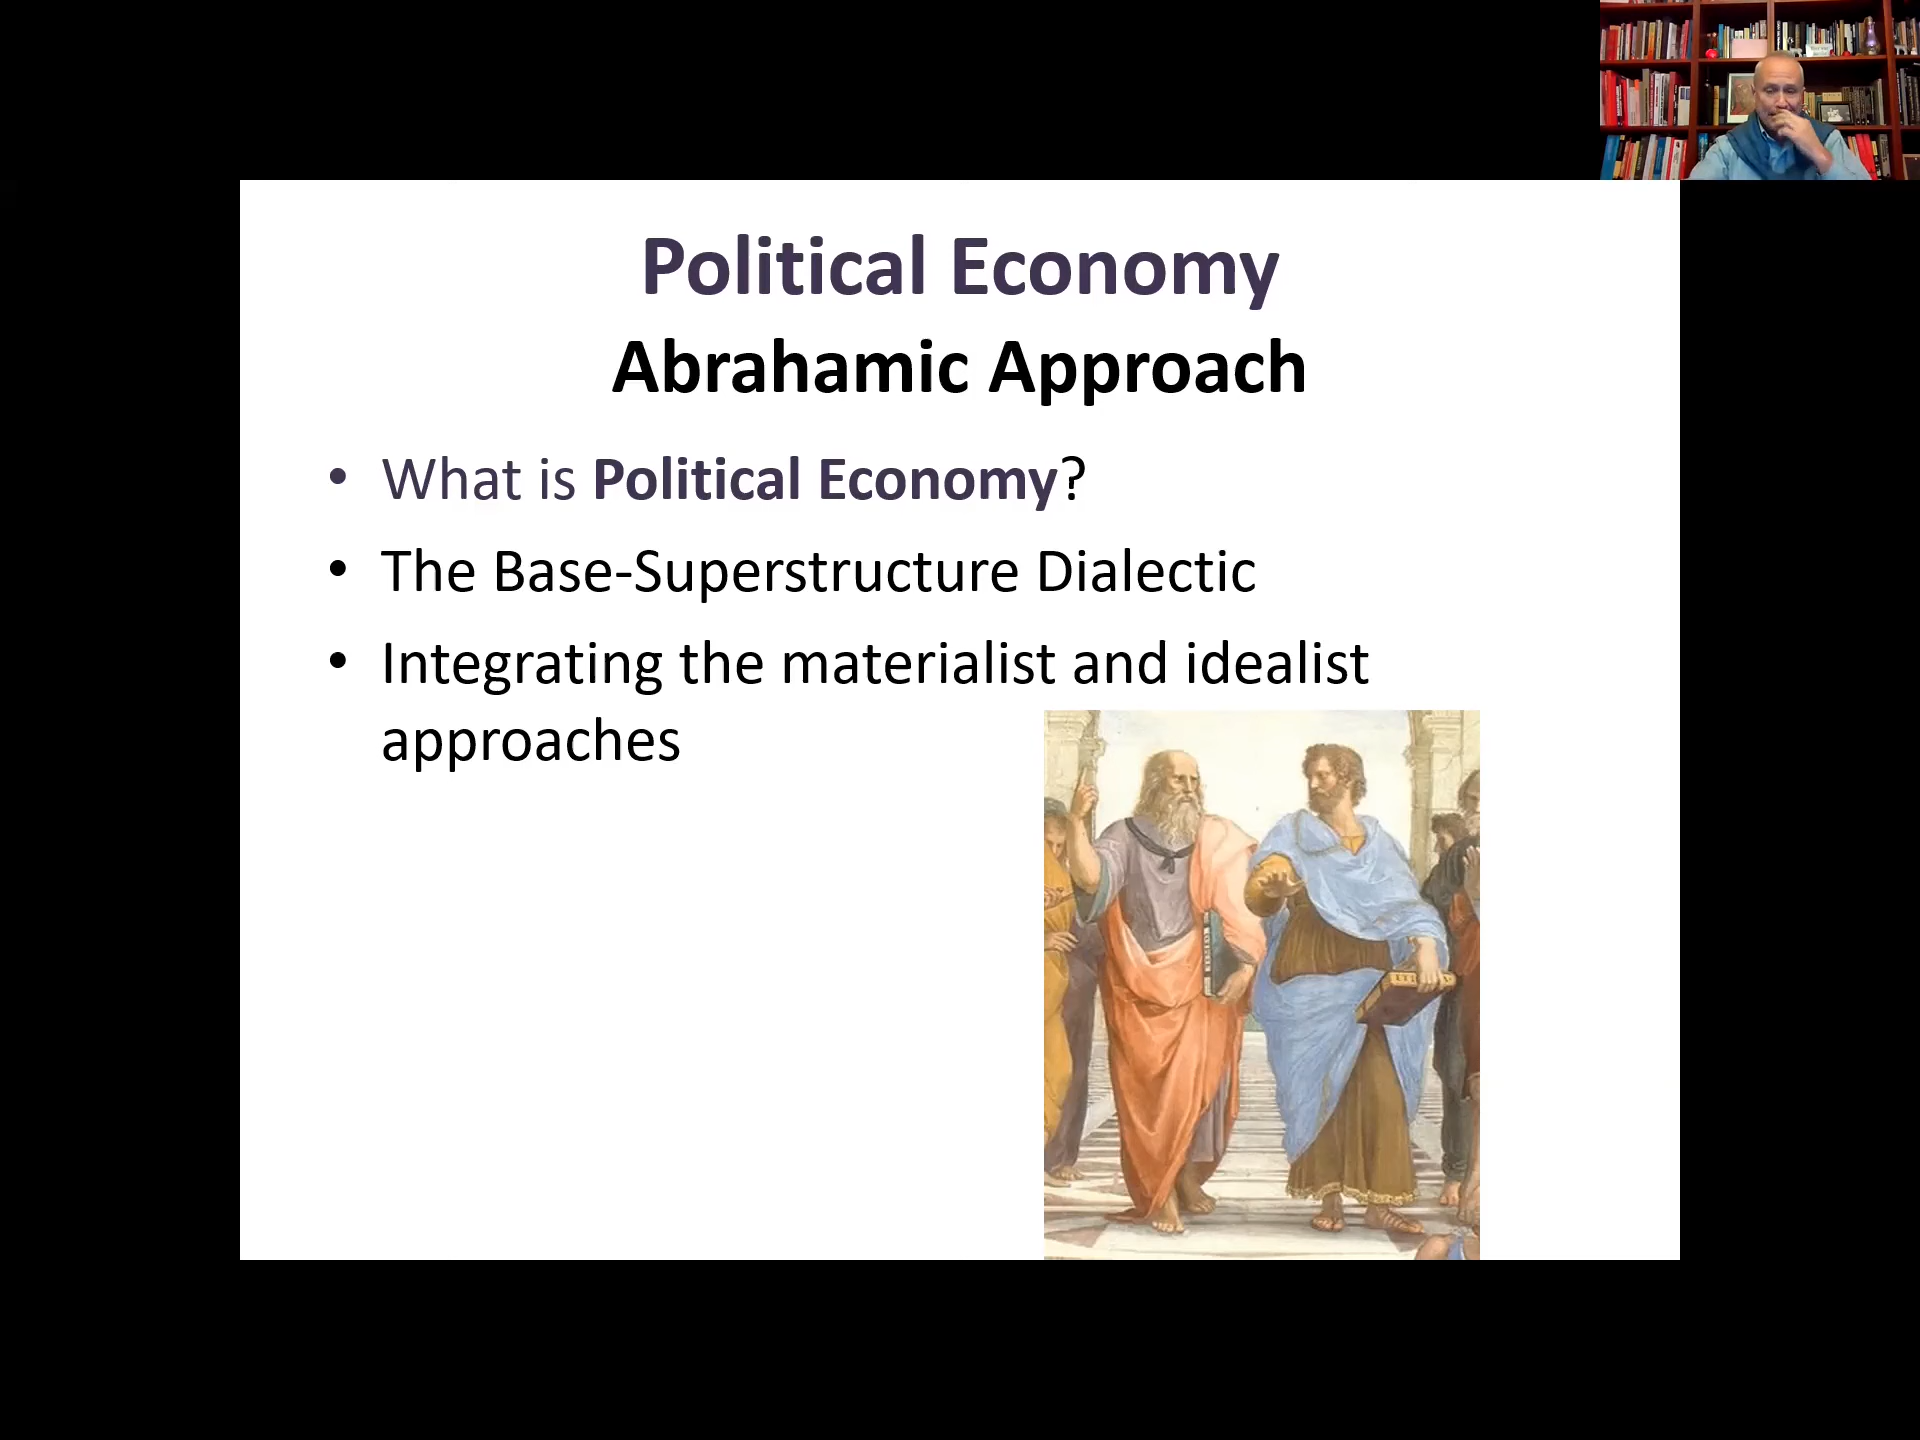 Political Economy
Abrahamic Approach
• What is Political Economy?
• The Base-Superstructure Dialectic
• Integrating the materialist and idealist
approaches